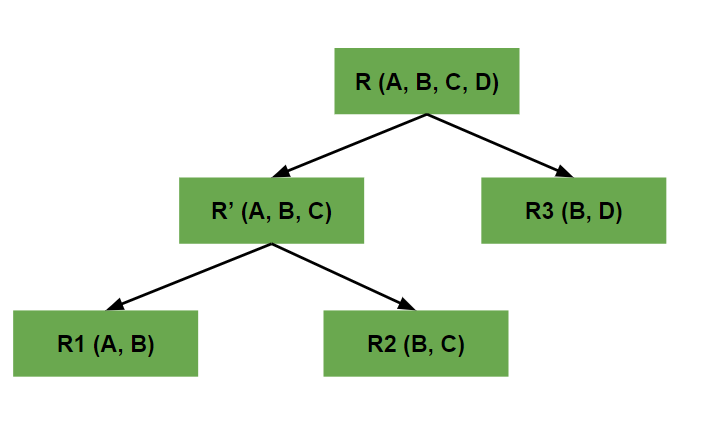 R (A, B, C, D)
R’ (A, B, C)
R3 (B, D)
R1 (A, B)
R2 (B, C)